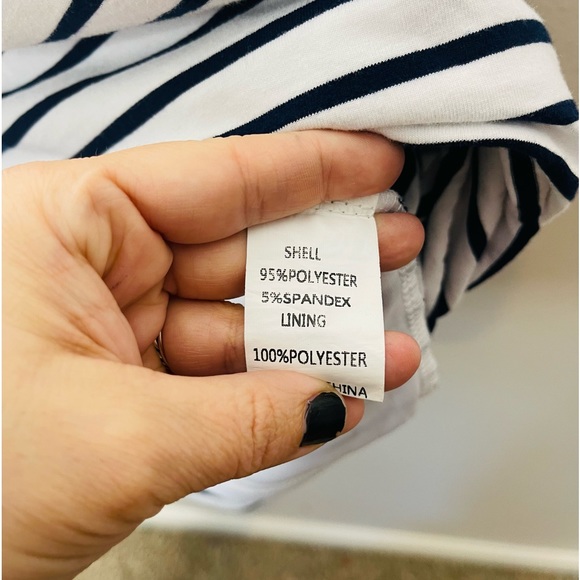 SHELL
95%POLYESTER
5%SPANDEX
LINING
100%POLYESTER